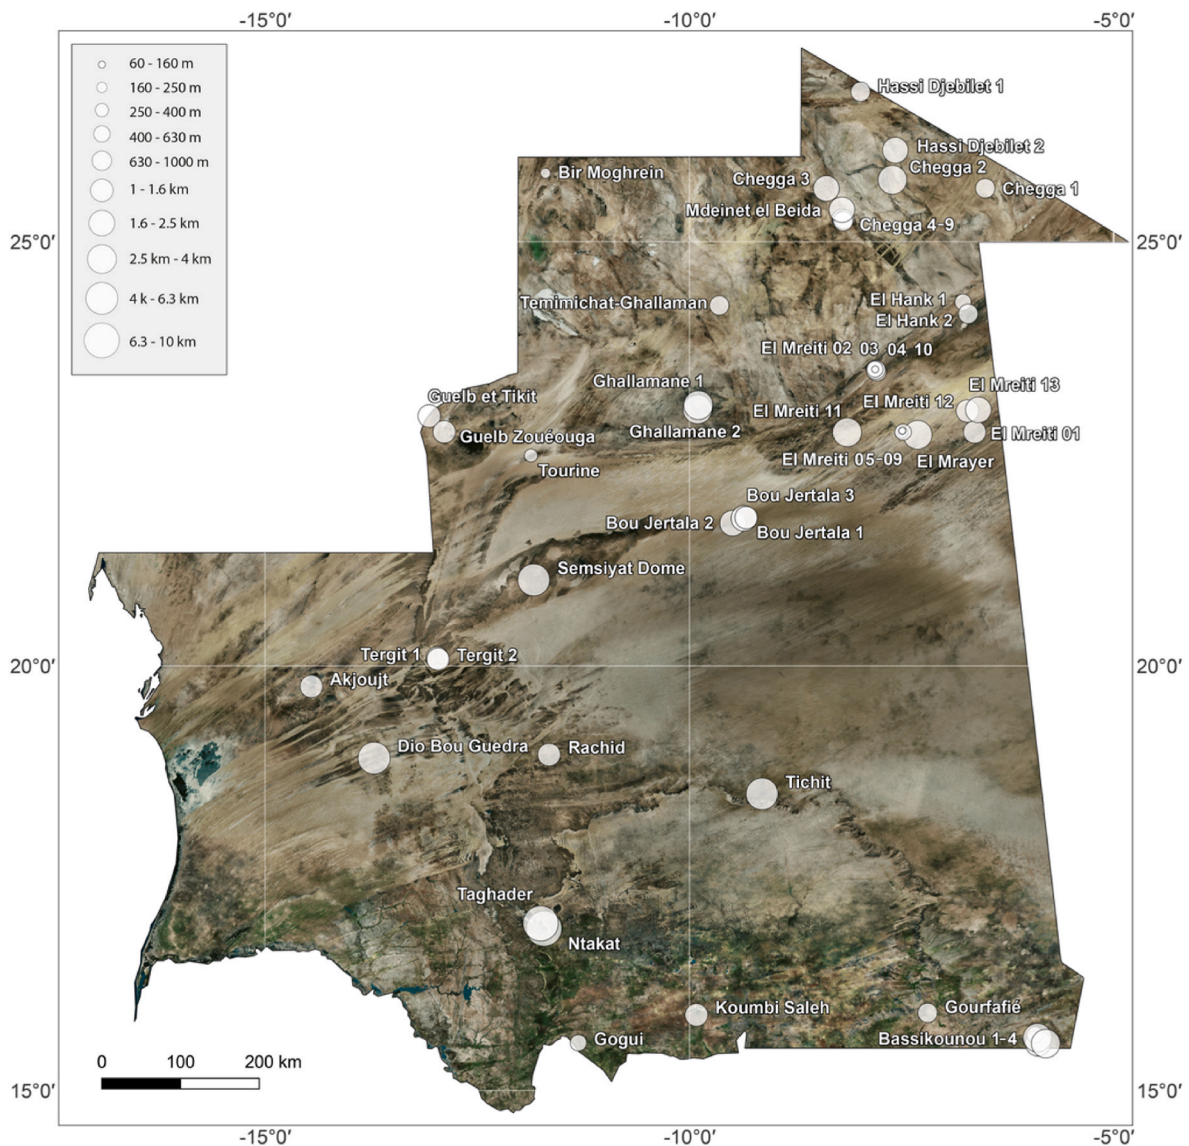 -15°0′
-10°0′
-5°0′
60 - 160 m
160 - 250 m
250 - 400 m
400 - 630 m
630 - 1000 m
1 - 1.6 km
1.6 - 2.5 km
2.5 km - 4 km
4 k - 6.3 km
6.3 - 10 km
Hassi Djebilet 1
Hassi Djebilet 2
Chegga 2
Bir Moghrein
Chegga 3
Chegga 1
Mdeinet el Beida
Chegga 4-9
25°0′
25°0′
Temimichat-Ghallaman
El Hank 1
El Hank 2
El Mreiti 02 03 04 10
Ghallamane 1
El Mreiti 13
Guelb et Tikit
El Mreiti 12
El Mreiti 11
Ghallamane 2
El Mreiti 01
Guelb Zouéouga
El Mreiti 05-09
El Mrayer
Tourine
Bou Jertala 3
Bou Jertala 2
Bou Jertala 1
Semsiyat Dome
Tergit 1
Tergit 2
20°0′
20°0′
Akjoujt
Dio Bou Guedra
Rachid
Tichit
Taghader
Ntakat
Koumbi Saleh
Gourfafié
Gogui
Bassikounou 1-4
0 100 200 km
15°0′
15°0′
-15°0′
-10°0′
-5°0′